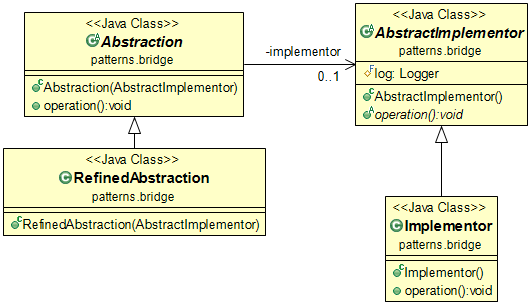 <<Java Class>>
Abstraction
patterns.bridge
Abstraction(AbstractImplementor)
operation():void
-implementor
0..1
<<Java Class>>
AbstractImplementor
patterns.bridge
log: Logger
AbstractImplementor()
operation():void
<<Java Class>>
RefinedAbstraction
patterns.bridge
RefinedAbstraction(AbstractImplementor)
<<Java Class>>
Implementor
patterns.bridge
Implementor()
operation():void